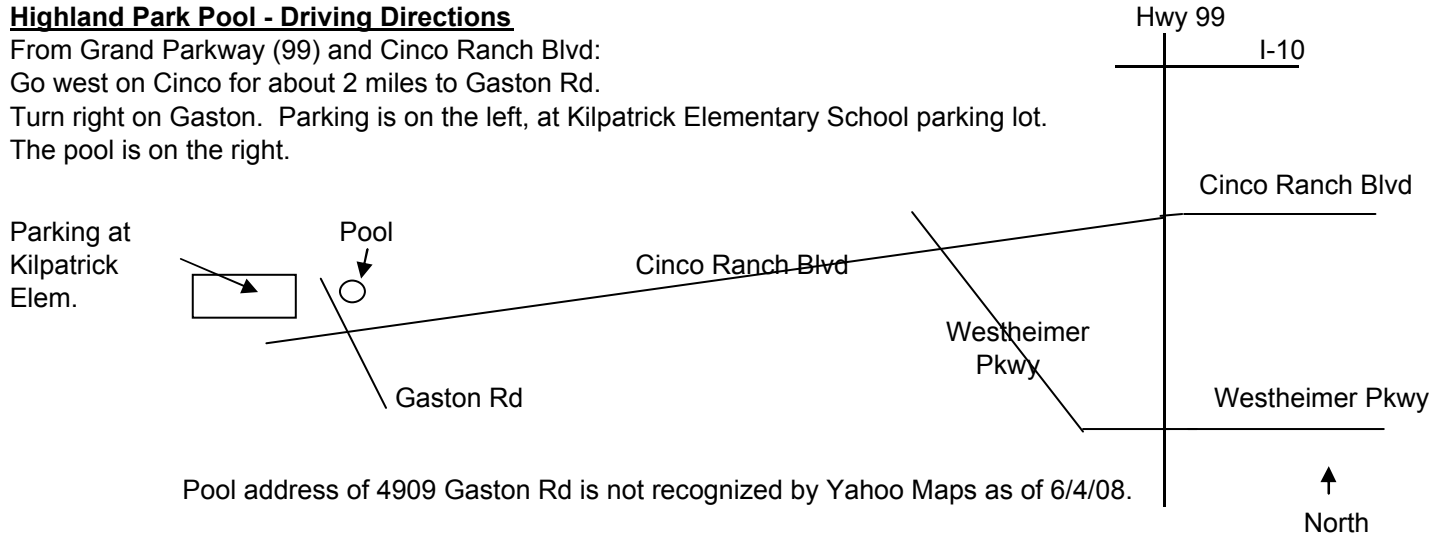 Highland Park Pool - Driving Directions
From Grand Parkway (99) and Cinco Ranch Blvd:
Go west on Cinco for about 2 miles to Gaston Rd.
Turn right on Gaston.  Parking is on the left, at Kilpatrick Elementary School parking lot.
The pool is on the right.
Hwy 99
I-10
Cinco Ranch Blvd
Parking at
Kilpatrick
Elem.
Pool
Cinco Ranch Blvd
Westheimer
Pkwy
Gaston Rd
Westheimer Pkwy
Pool address of 4909 Gaston Rd is not recognized by Yahoo Maps as of 6/4/08.
North